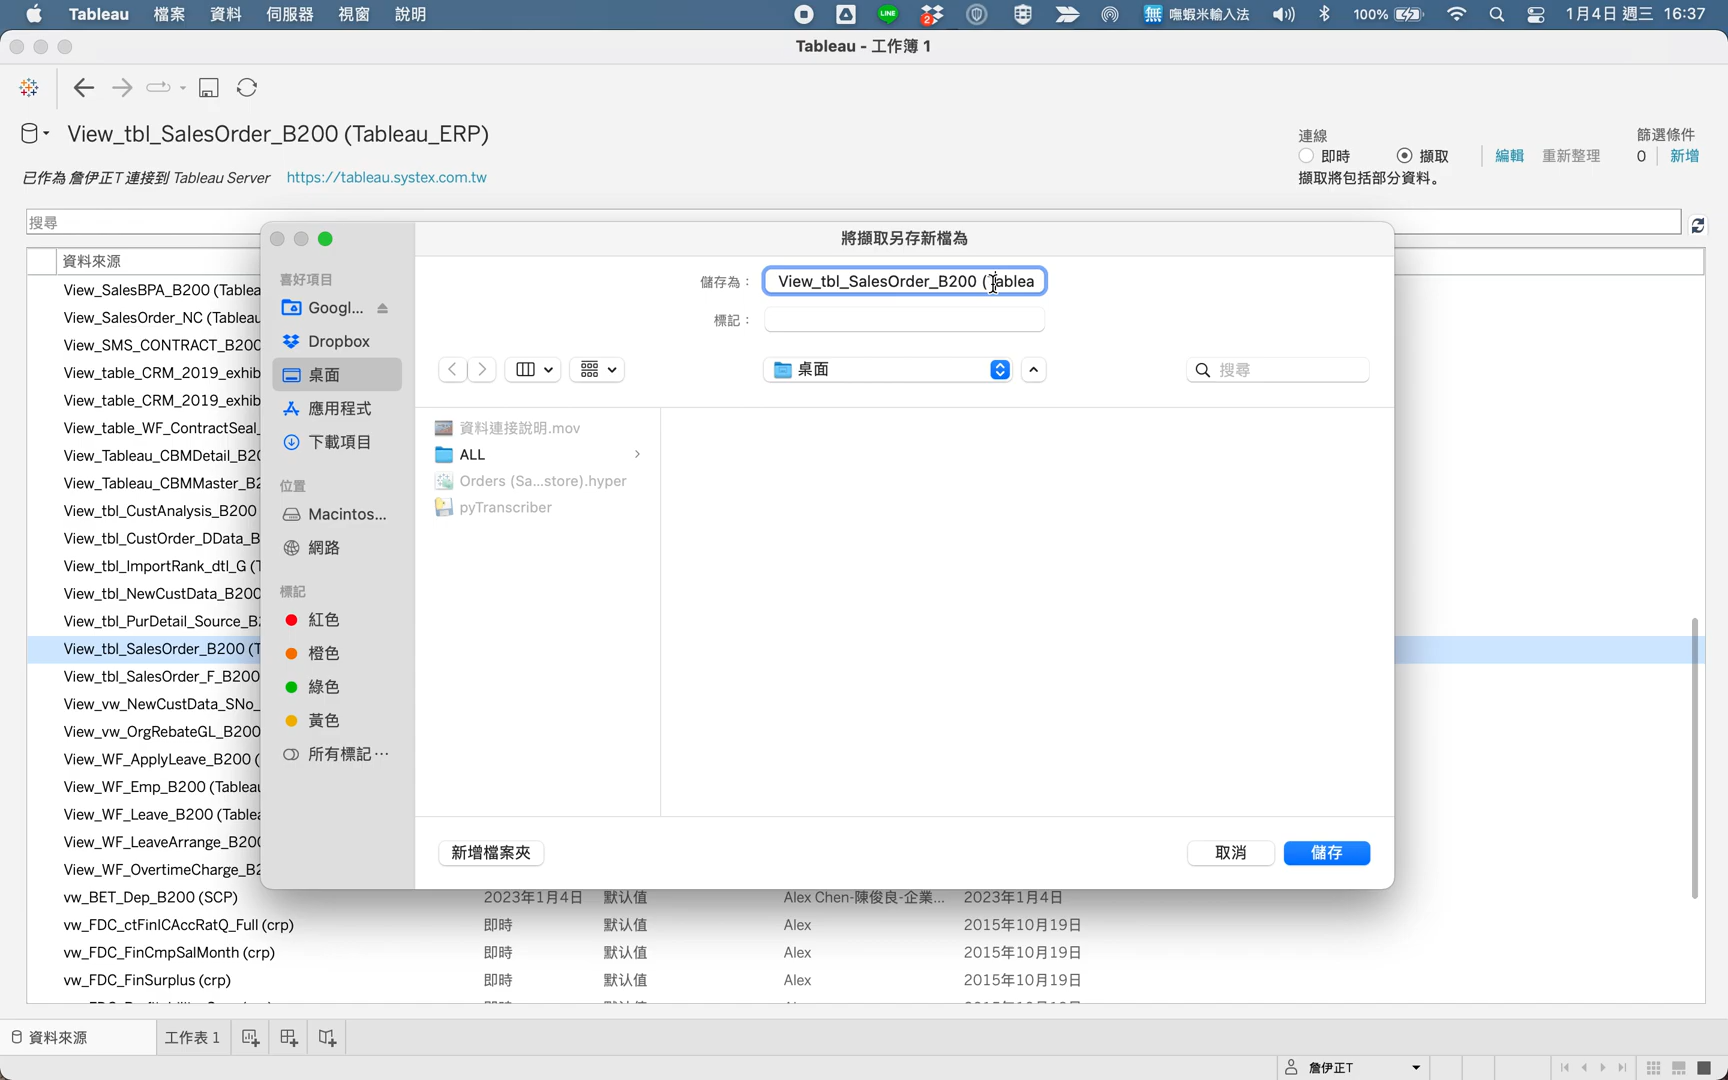 Tableau 檔案 資料 伺服器 視窗 說明 LINE 2 無 嘸蝦米輸入法 100% 1月4日 週三 16:37
Tableau - 工作簿 1
View_tbl_SalesOrder_B200 (Tableau_ERP)
連線
篩選條件
即時 擷取 編輯 重新整理 0 新增
已作為 詹伊正T 連接到 Tableau Server https://tableau.systex.com.tw
擷取將包括部分資料。
搜尋
資料來源
View_SalesBPA_B200 (Tablea
View_SalesOrder_NC (Tableau
View_SMS_CONTRACT_B200
View_table_CRM_2019_exhib
View_table_CRM_2019_exhib
View_table_WF_ContractSeal_
View_Tableau_CBMDetail_B20
View_Tableau_CBMMaster_B2
View_tbl_CustAnalysis_B200
View_tbl_CustOrder_DData_B
View_tbl_ImportRank_dtl_G (T
View_tbl_NewCustData_B200
View_tbl_PurDetail_Source_B2
View_tbl_SalesOrder_B200 (T
View_tbl_SalesOrder_F_B200
View_vw_NewCustData_SNo_
View_vw_OrgRebateGL_B200
View_WF_ApplyLeave_B200 (
View_WF_Emp_B200 (Tableau
View_WF_Leave_B200 (Tablea
View_WF_LeaveArrange_B200
View_WF_OvertimeCharge_B2
vw_BET_Dep_B200 (SCP) 2023年1月4日 默认值 Alex Chen-陳俊良-企業... 2023年1月4日
vw_FDC_ctFinICAccRatQ_Full (crp) 即時 默认值 Alex 2015年10月19日
vw_FDC_FinCmpSalMonth (crp) 即時 默认值 Alex 2015年10月19日
vw_FDC_FinSurplus (crp) 即時 默认值 Alex 2015年10月19日
將擷取另存新檔為
儲存為： View_tbl_SalesOrder_B200 (Tablea
標記：
桌面
搜尋
喜好項目
Googl...
Dropbox
桌面
應用程式
下載項目
位置
Macintos...
網路
標記
紅色
橙色
綠色
黃色
所有標記⋯
資料連接說明.mov
ALL
Orders (Sa...store).hyper
pyTranscriber
新增檔案夾 取消 儲存
資料來源 工作表 1
詹伊正T